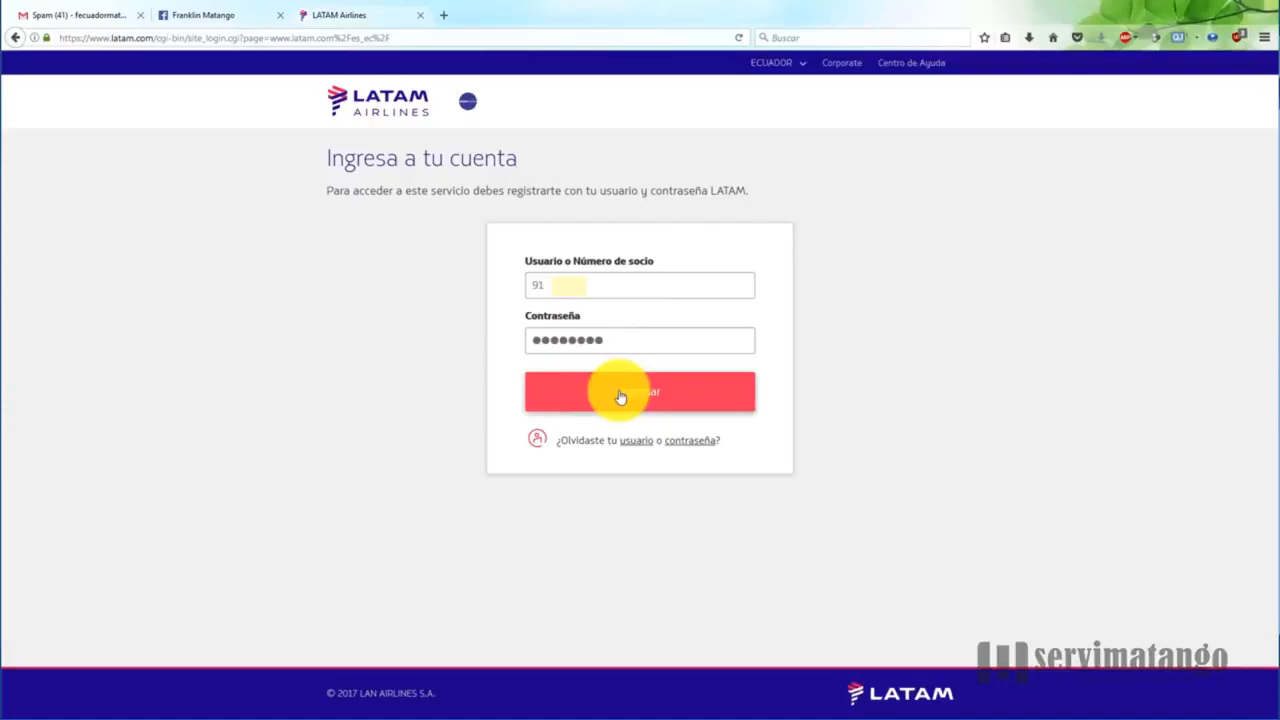 Spam (41) - fecuadormat...
Franklin Matango
LATAM Airlines
https://www.latam.com/cgi-bin/site_login.cgi?page=www.latam.com%2Fes_ec%2F
Buscar
ECUADOR
Corporate
Centro de Ayuda
LATAM
AIRLINES
Ingresa a tu cuenta
Para acceder a este servicio debes registrarte con tu usuario y contraseña LATAM.
Usuario o Número de socio
91
Contraseña
¿Olvidaste tu usuario o contraseña?
servimatango
© 2017 LAN AIRLINES S.A.
LATAM